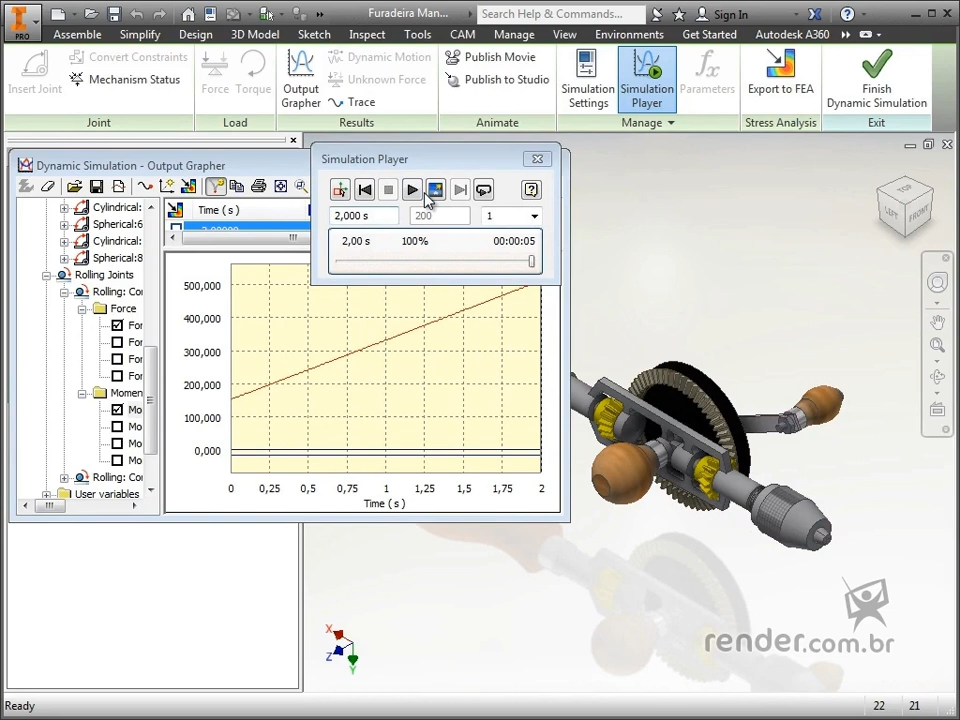 PRO
Furadeira Man...
Search Help & Commands...
Sign In
Assemble
Simplify
Design
3D Model
Sketch
Inspect
Tools
CAM
Manage
View
Environments
Get Started
Autodesk A360
Insert Joint
Convert Constraints
Mechanism Status
Joint
Force
Torque
Load
Output Grapher
Dynamic Motion
Unknown Force
Trace
Results
Publish Movie
Publish to Studio
Animate
Simulation Settings
Simulation Player
Parameters
Manage
Export to FEA
Stress Analysis
Finish Dynamic Simulation
Exit
Dynamic Simulation - Output Grapher
Cylindrical:
Spherical:6
Cylindrical:
Spherical:8
Rolling Joints
Rolling: Co
Force
For
For
For
For
Momen
Mo
Mo
Mo
Mo
Rolling: Co
User variables
Time ( s )
500,000
400,000
300,000
200,000
100,000
0,000
0
0,25
0,5
0,75
1
1,25
1,5
1,75
2
Time ( s )
Simulation Player
2,000 s
200
1
2,00 s
100%
00:00:05
TOP
LEFT
FRONT
X
Z
Y
render.com.br
Ready
22
21